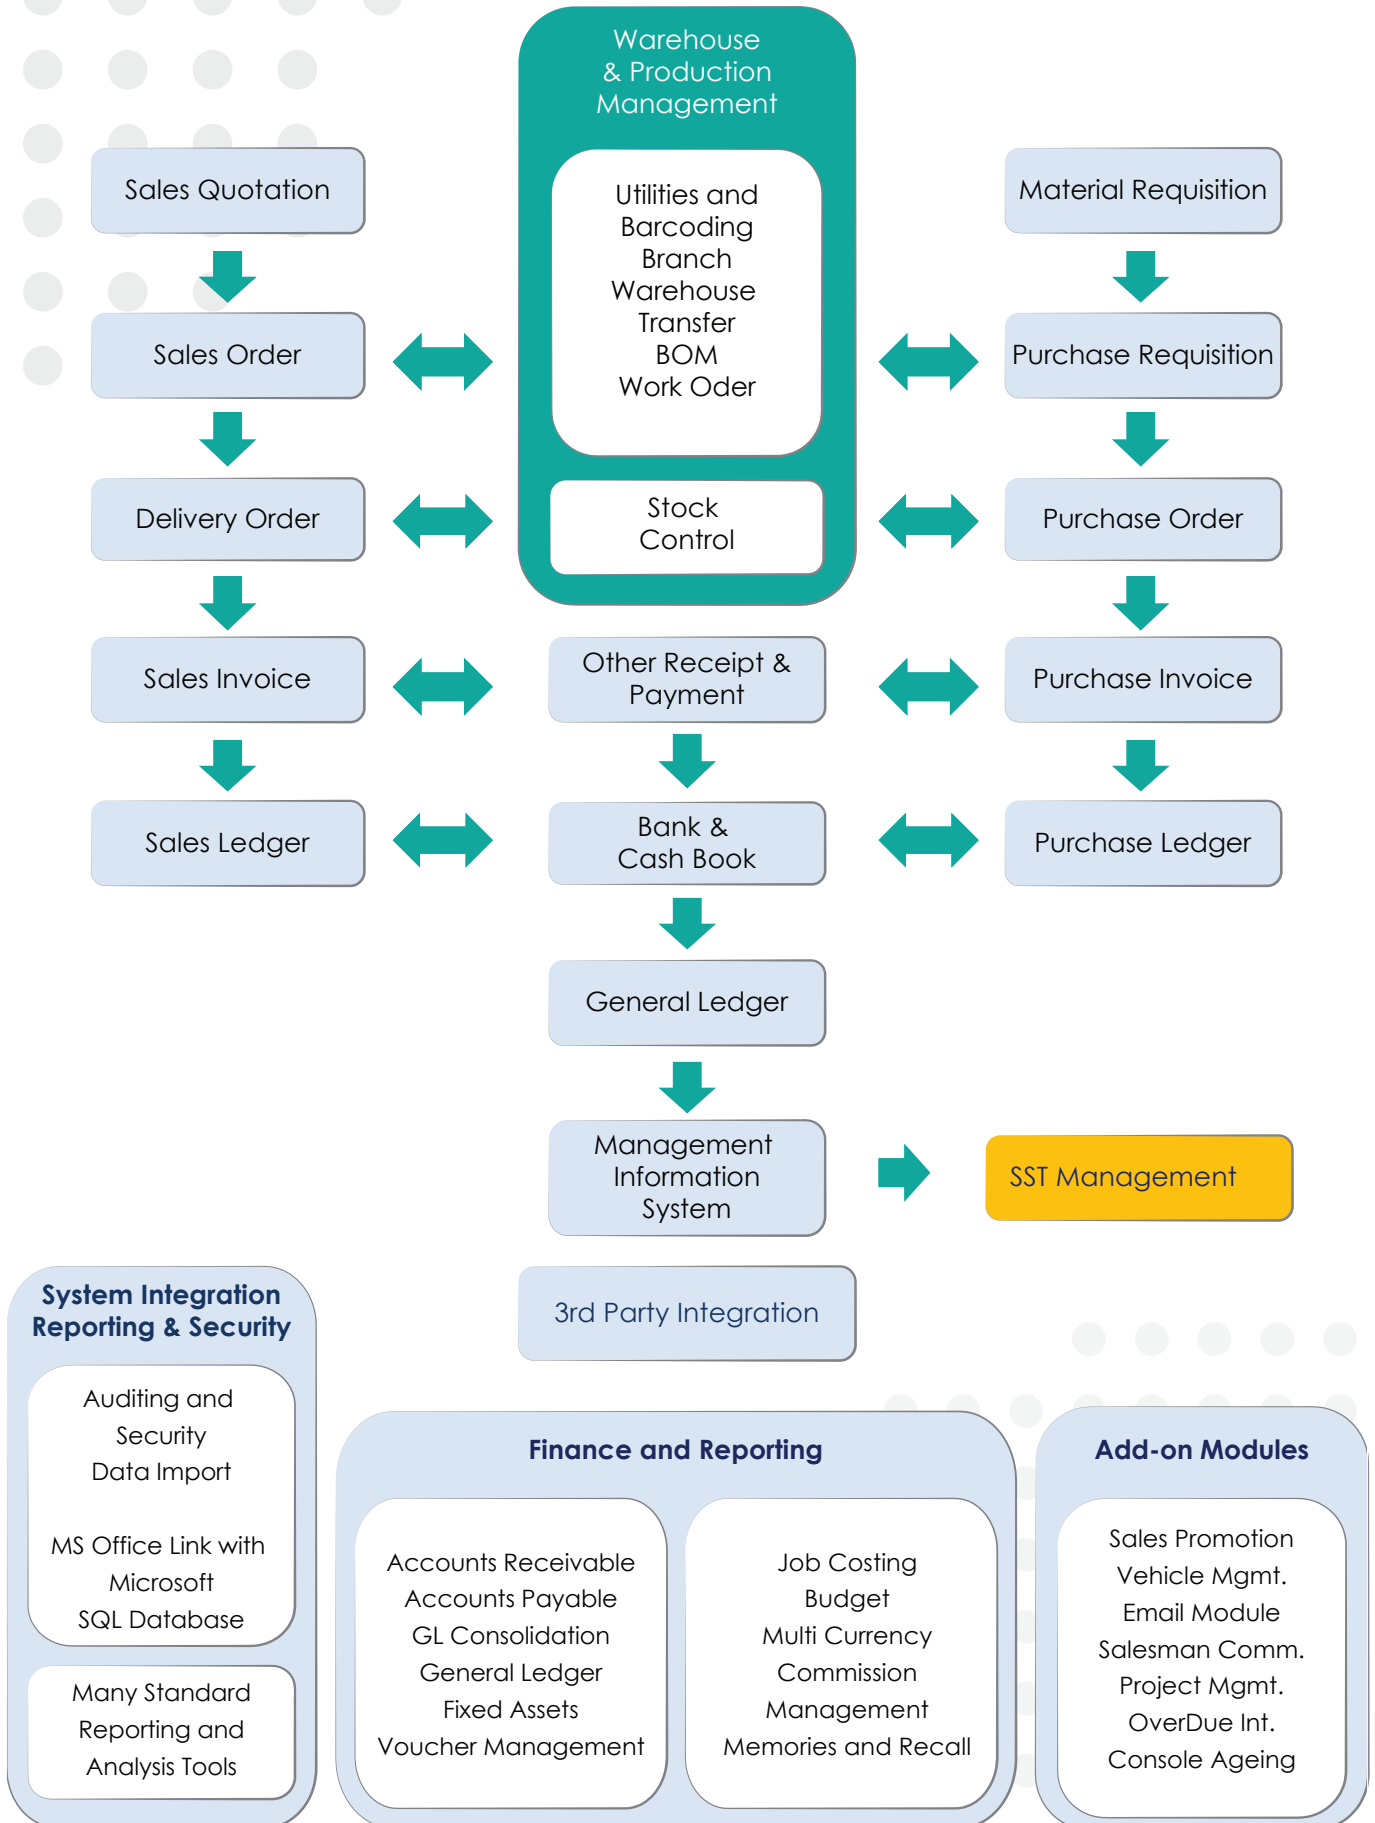 Warehouse
& Production
Management
Utilities and
Barcoding
Branch
Warehouse
Transfer
BOM
Work Oder
Stock
Control
Sales Quotation
Sales Order
Delivery Order
Sales Invoice
Sales Ledger
Material Requisition
Purchase Requisition
Purchase Order
Purchase Invoice
Purchase Ledger
Other Receipt &
Payment
Bank &
Cash Book
General Ledger
Management
Information
System
SST Management
3rd Party Integration
System Integration
Reporting & Security
Auditing and
Security
Data Import
MS Office Link with
Microsoft
SQL Database
Many Standard
Reporting and
Analysis Tools
Finance and Reporting
Accounts Receivable
Accounts Payable
GL Consolidation
General Ledger
Fixed Assets
Voucher Management
Job Costing
Budget
Multi Currency
Commission
Management
Memories and Recall
Add-on Modules
Sales Promotion
Vehicle Mgmt.
Email Module
Salesman Comm.
Project Mgmt.
OverDue Int.
Console Ageing